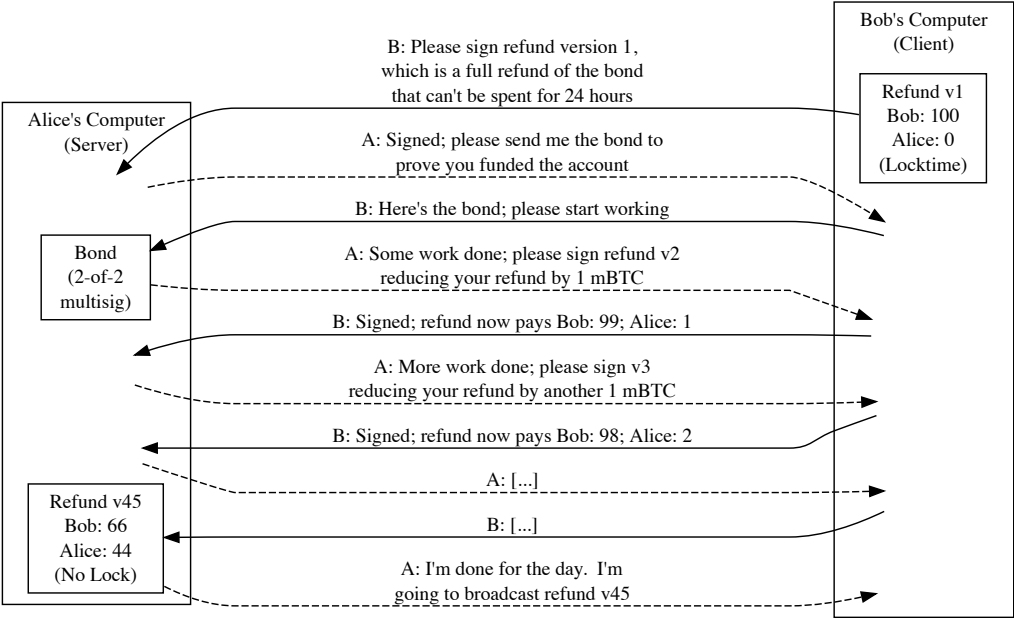 Bob's Computer
(Client)
B: Please sign refund version 1,
which is a full refund of the bond
that can't be spent for 24 hours
Refund v1
Bob: 100
Alice: 0
(Locktime)
Alice's Computer
(Server)
A: Signed; please send me the bond to
prove you funded the account
B: Here's the bond; please start working
Bond
(2-of-2
multisig)
A: Some work done; please sign refund v2
reducing your refund by 1 mBTC
B: Signed; refund now pays Bob: 99; Alice: 1
A: More work done; please sign v3
reducing your refund by another 1 mBTC
B: Signed; refund now pays Bob: 98; Alice: 2
A: [...]
B: [...]
Refund v45
Bob: 66
Alice: 44
(No Lock)
A: I'm done for the day. I'm
going to broadcast refund v45